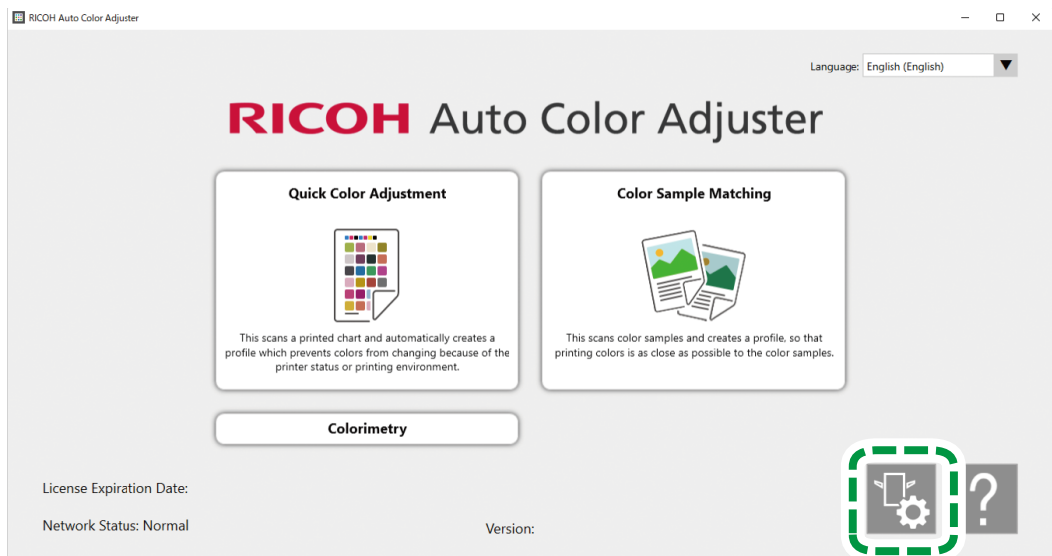 RICOH Auto Color Adjuster
Language: English (English)
RICOH Auto Color Adjuster
Quick Color Adjustment
This scans a printed chart and automatically creates a
profile which prevents colors from changing because of the
printer status or printing environment.
Color Sample Matching
This scans color samples and creates a profile, so that
printing colors is as close as possible to the color samples.
Colorimetry
License Expiration Date:
Network Status: Normal
Version:
?